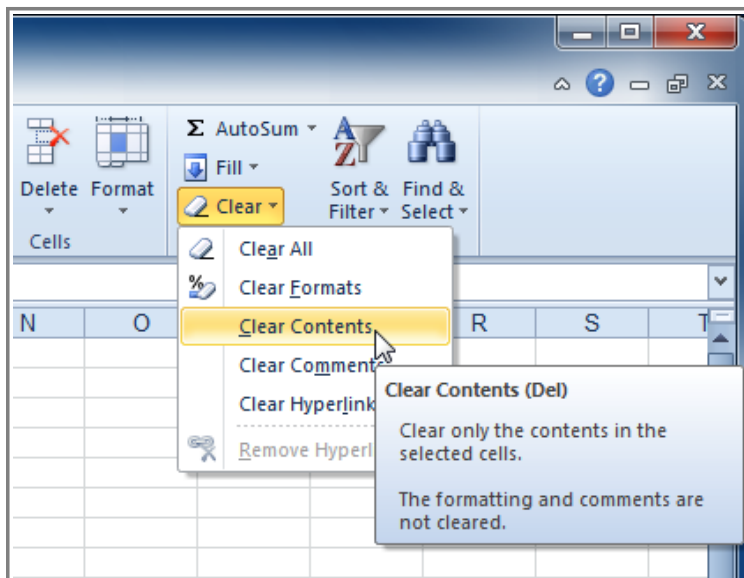 ?
Σ AutoSum
Fill
Delete Format
Sort & Find &
Clear
Filter Select
Cells
Clear All
Clear Formats
Clear Contents
Clear Comment
Clear Hyperlink
Remove Hyperl
N O R S T
Clear Contents (Del)
Clear only the contents in the
selected cells.
The formatting and comments are
not cleared.